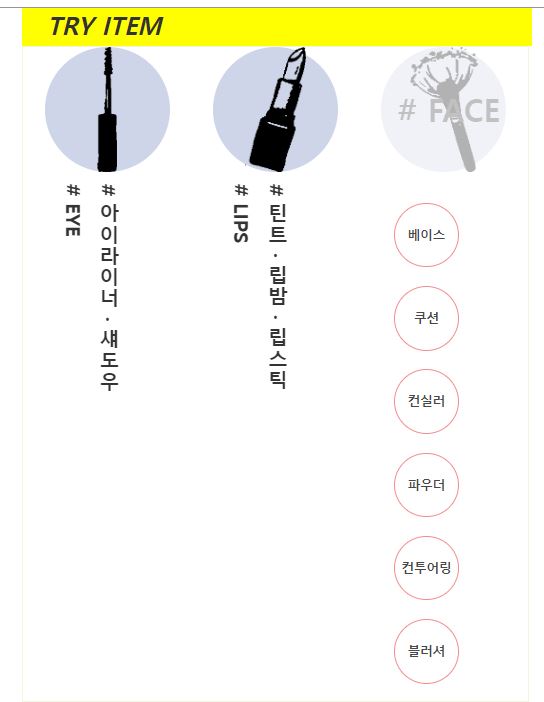 TRY ITEM
# EYE
# 아이라이너 · 섀도우
# LIPS
# 틴트 · 립밤 · 립스틱
# FACE
베이스
쿠션
컨실러
파우더
컨투어링
블러셔